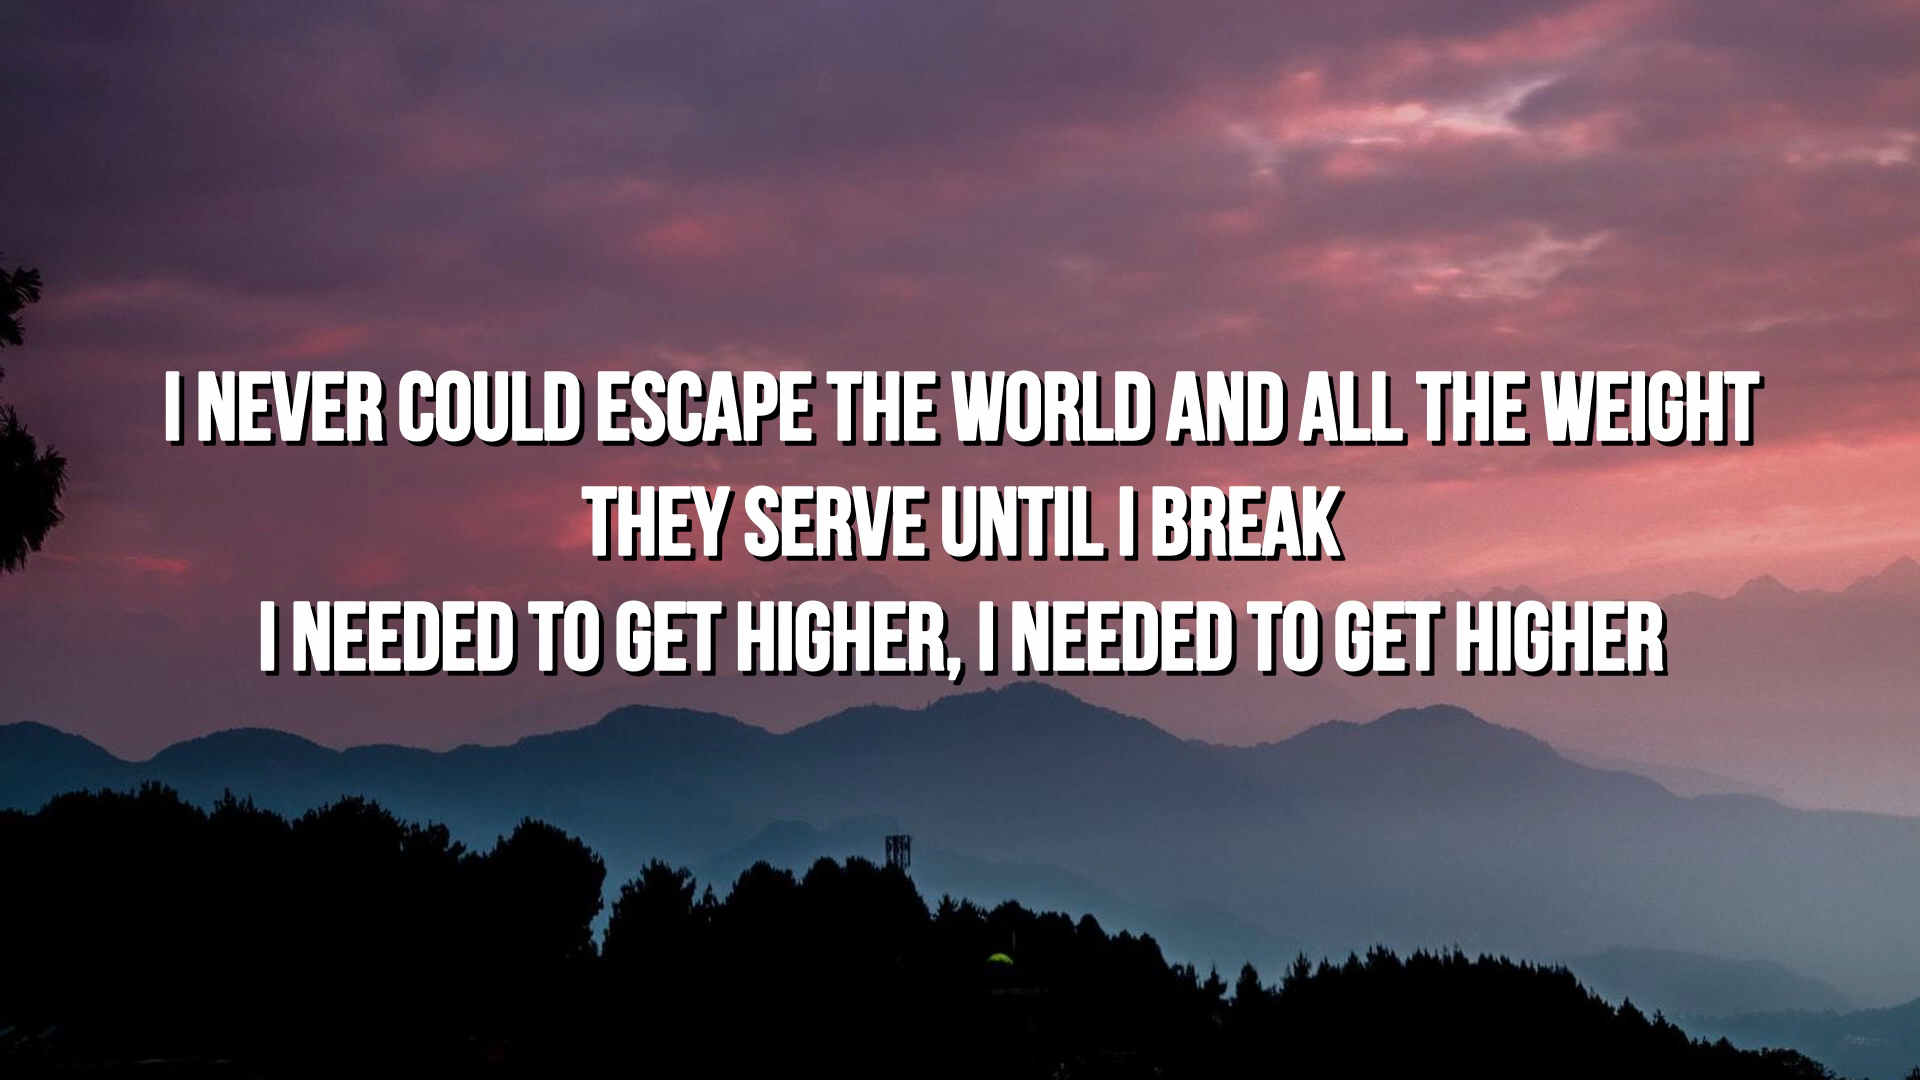 I NEVER COULD ESCAPE THE WORLD AND ALL THE WEIGHT
THEY SERVE UNTIL I BREAK
I NEEDED TO GET HIGHER, I NEEDED TO GET HIGHER